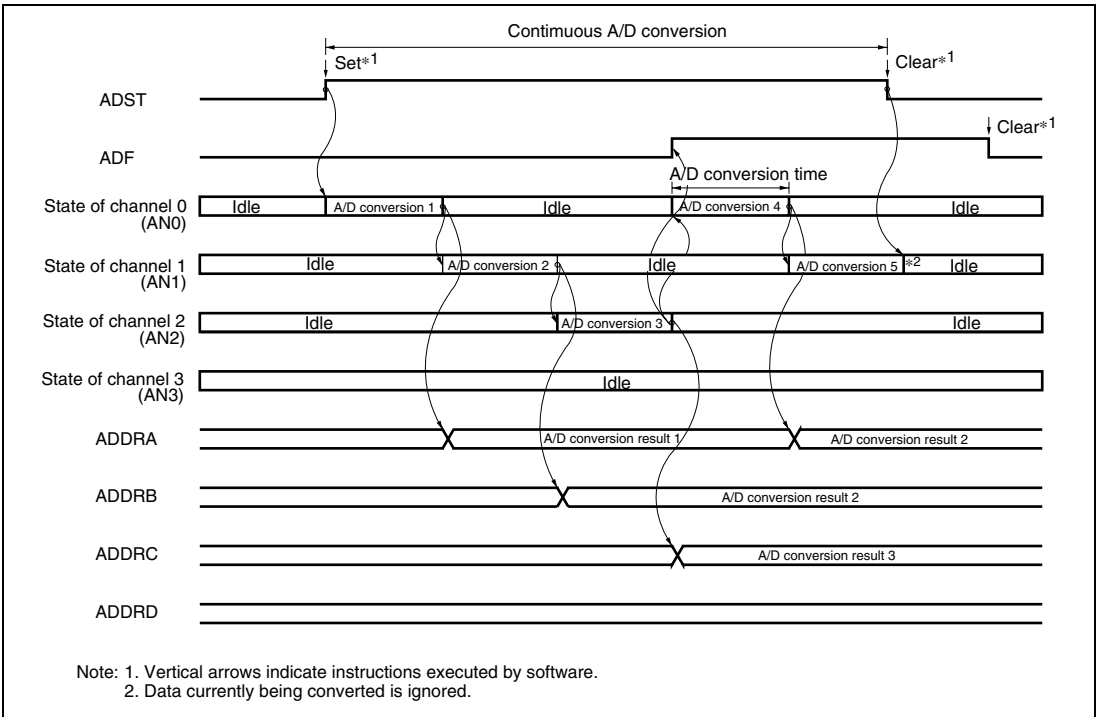 Continuous A/D conversion
Set*1
Clear*1
ADST
Clear*1
ADF
A/D conversion time
State of channel 0
(AN0)
Idle
A/D conversion 1
Idle
A/D conversion 4
Idle
State of channel 1
(AN1)
Idle
A/D conversion 2
Idle
A/D conversion 5
*2
Idle
State of channel 2
(AN2)
Idle
A/D conversion 3
Idle
State of channel 3
(AN3)
Idle
ADDRA
A/D conversion result 1
A/D conversion result 2
ADDRB
A/D conversion result 2
ADDRC
A/D conversion result 3
ADDRD
Note: 1. Vertical arrows indicate instructions executed by software.
2. Data currently being converted is ignored.